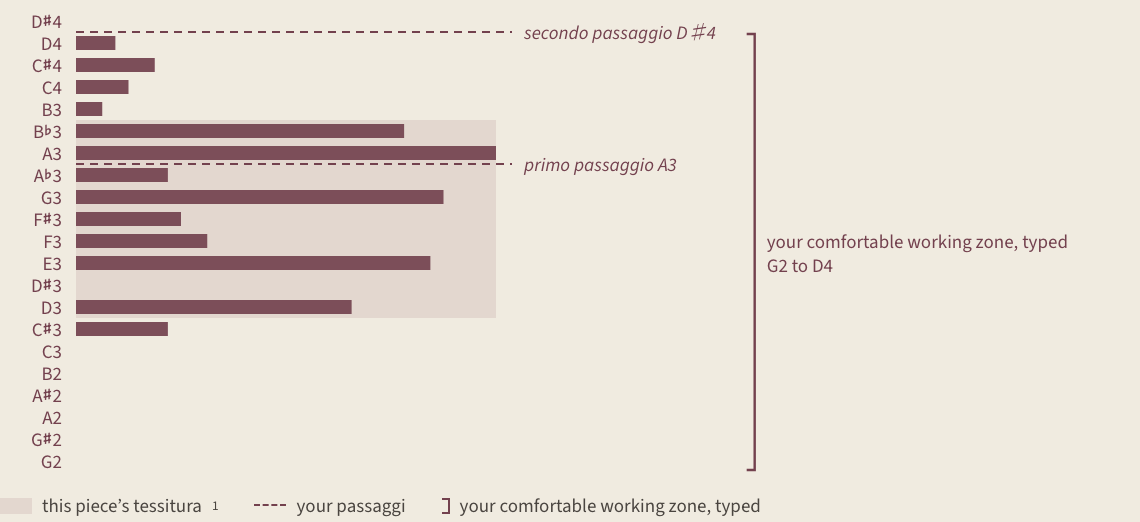 D♯4
secondo passaggio D♯4
D4
C♯4
C4
B3
B♭3
A3
primo passaggio A3
A♭3
G3
F♯3
F3
your comfortable working zone, typed
G2 to D4
E3
D♯3
D3
C♯3
C3
B2
A♯2
A2
G♯2
G2
this piece’s tessitura 1 your passaggi your comfortable working zone, typed